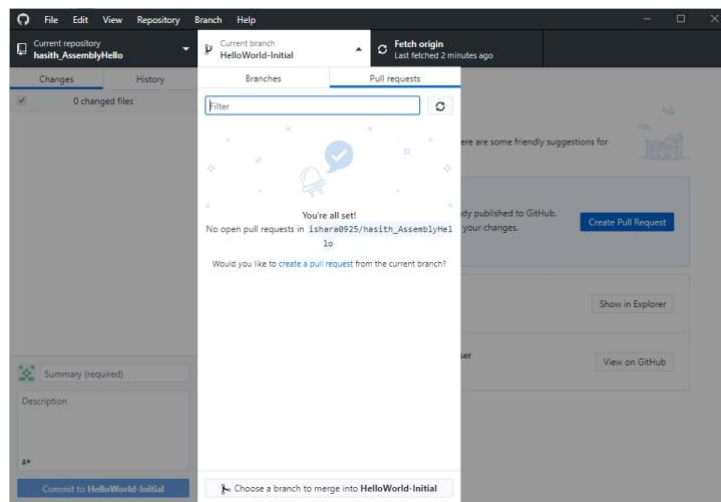 File Edit View Repository Branch Help
Current repository
hasith_AssemblyHello
Current branch
HelloWorld-Initial
Fetch origin
Last fetched 2 minutes ago
Changes History
0 changed files
Branches Pull requests
Filter
You're all set!
No open pull requests in ishara0925/hasith_AssemblyHel
lo
Would you like to create a pull request from the current branch?
ere are some friendly suggestions for
dy published to GitHub.
your changes.
Create Pull Request
Show in Explorer
ser
View on GitHub
Summary (required)
Description
Commit to HelloWorld-Initial
Choose a branch to merge into HelloWorld-Initial